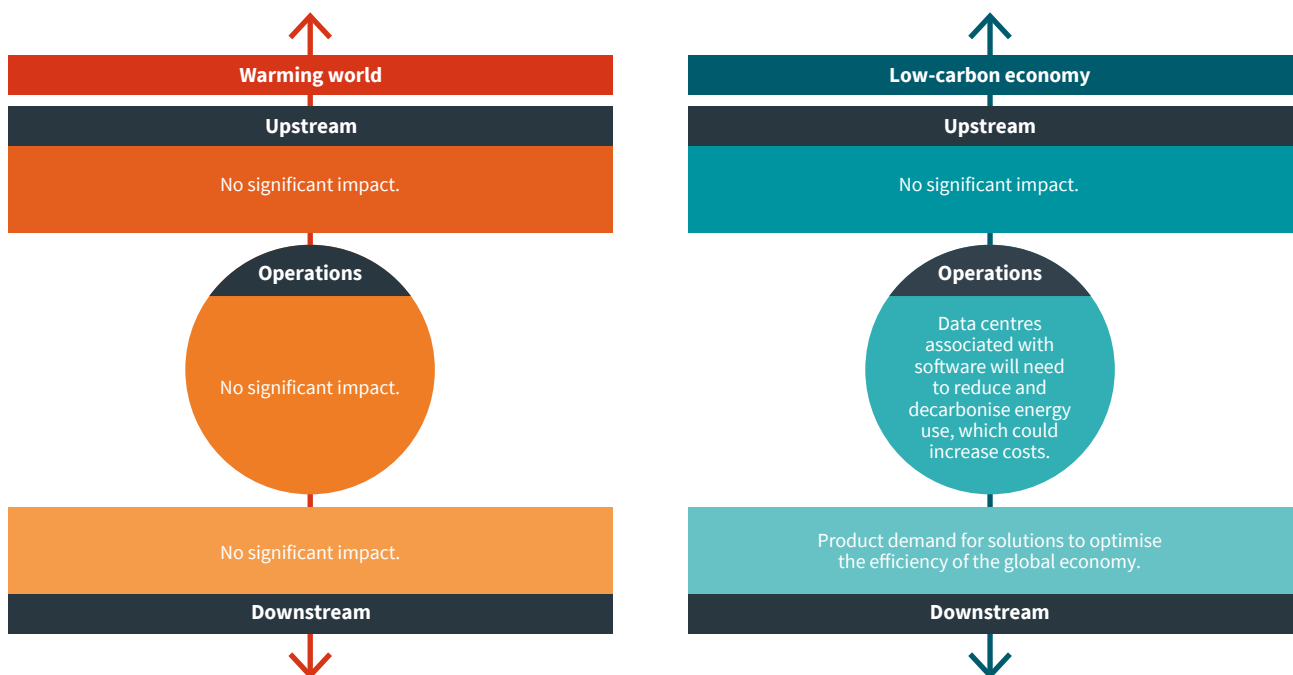 Warming world
Upstream
No significant impact.
Operations
No significant impact.
No significant impact.
Downstream
Low-carbon economy
Upstream
No significant impact.
Operations
Data centres
associated with
software will need
to reduce and
decarbonise energy
use, which could
increase costs.
Product demand for solutions to optimise
the efficiency of the global economy.
Downstream